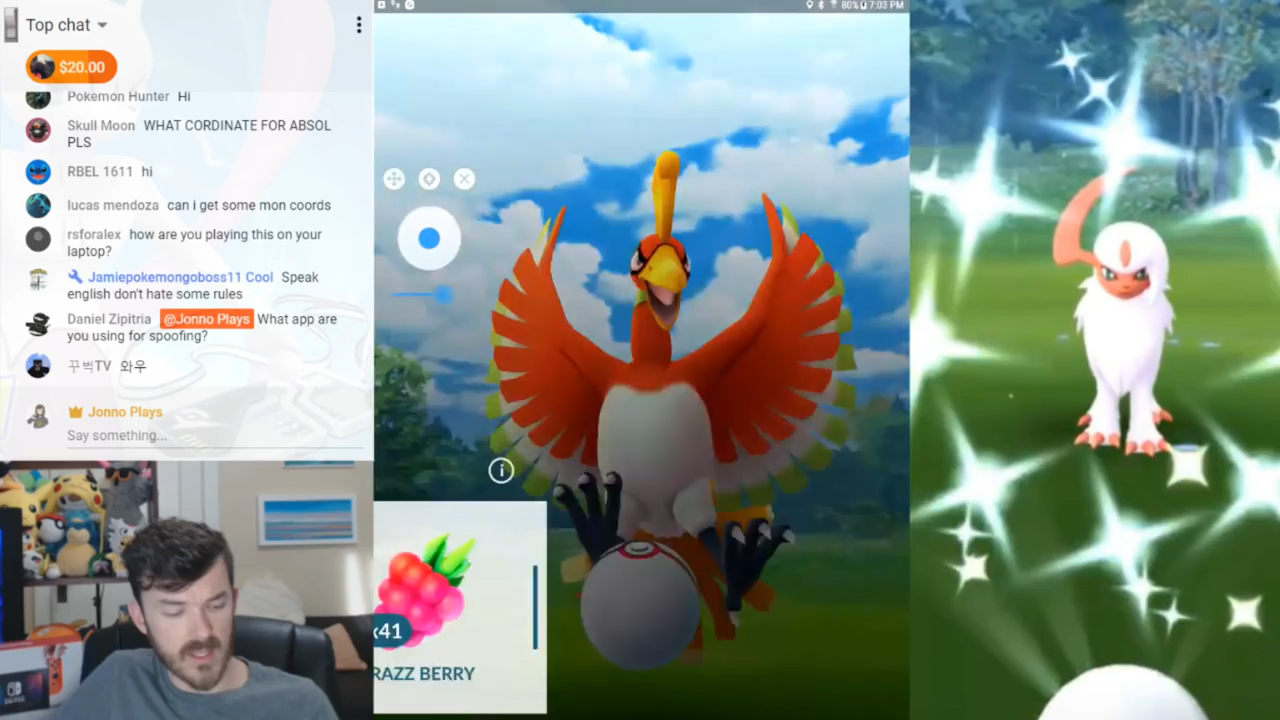 Top chat
$20.00
Pokemon Hunter Hi
Skull Moon WHAT CORDINATE FOR ABSOL
PLS
RBEL 1611 hi
lucas mendoza can i get some mon coords
rsforalex how are you playing this on your
laptop?
Jamiepokemongoboss11 Cool Speak
english don't hate some rules
Daniel Zipitria @Jonno Plays What app are
you using for spoofing?
꾸벅TV 와우
Jonno Plays
Say something...
80% 7:03 PM
x41
RAZZ BERRY